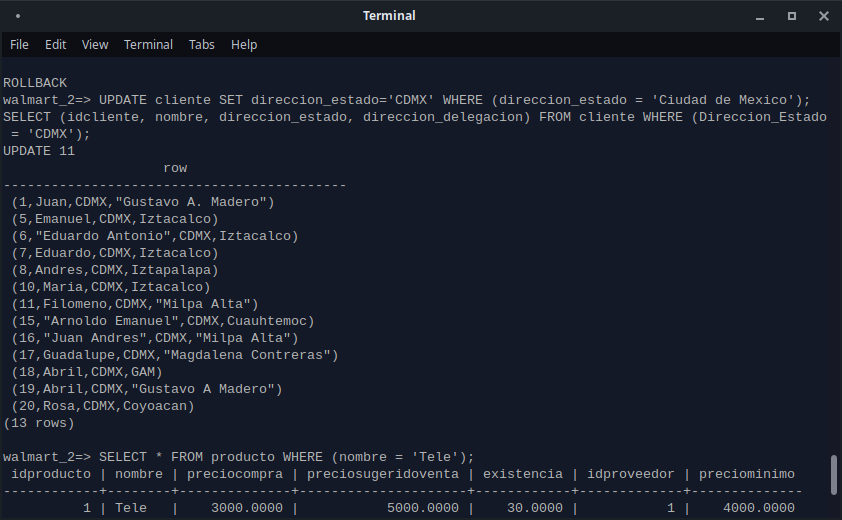 Terminal
File Edit View Terminal Tabs Help
ROLLBACK
walmart_2=> UPDATE cliente SET direccion_estado='CDMX' WHERE (direccion_estado = 'Ciudad de Mexico');
SELECT (idcliente, nombre, direccion_estado, direccion_delegacion) FROM cliente WHERE (Direccion_Estado
 = 'CDMX');
UPDATE 11
                    row
-------------------------------------------
 (1,Juan,CDMX,"Gustavo A. Madero")
 (5,Emanuel,CDMX,Iztacalco)
 (6,"Eduardo Antonio",CDMX,Iztacalco)
 (7,Eduardo,CDMX,Iztacalco)
 (8,Andres,CDMX,Iztapalapa)
 (10,Maria,CDMX,Iztacalco)
 (11,Filomeno,CDMX,"Milpa Alta")
 (15,"Arnoldo Emanuel",CDMX,Cuauhtemoc)
 (16,"Juan Andres",CDMX,"Milpa Alta")
 (17,Guadalupe,CDMX,"Magdalena Contreras")
 (18,Abril,CDMX,GAM)
 (19,Abril,CDMX,"Gustavo A Madero")
 (20,Rosa,CDMX,Coyoacan)
(13 rows)
walmart_2=> SELECT * FROM producto WHERE (nombre = 'Tele');
 idproducto | nombre | preciocompra | preciosugeridoventa | existencia | idproveedor | preciominimo
------------+--------+--------------+---------------------+------------+-------------+--------------
          1 | Tele   |    3000.0000 |           5000.0000 |    30.0000 |           1 |    4000.0000